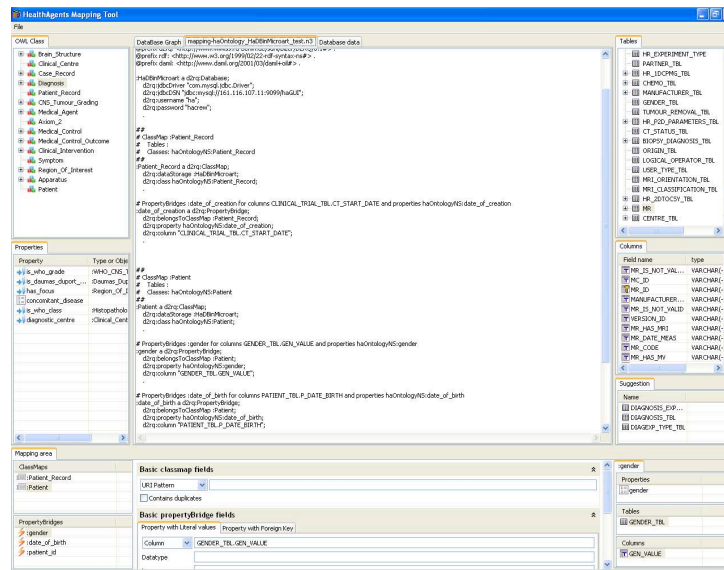 HealthAgents Mapping Tool
File
OWL Class
Brain_Structure
Clinical_Centre
Case_Record
Diagnosis
Patient_Record
CNS_Tumour_Grading
Medical_Agent
Axiom_2
Medical_Control
Medical_Control_Outcome
Clinical_Intervention
Symptom
Region_Of_Interest
Apparatus
Patient
Properties
Property Type or Obje
is_who_grade :WHO_CNS_T
is_daumas_duport_... :Daumas_Dup
has_focus :Region_Of_I
concomitant_disease
is_who_class :Histopatholo
diagnostic_centre :Clinical_Cent
DataBase Graph mapping-haOntology_HaDBinMicroart_test.n3 Database data
@prefix rdf: <http://www.w3.org/1999/02/22-rdf-syntax-ns#> .
@prefix daml: <http://www.daml.org/2001/03/daml+oil#> .
:HaDBinMicroart a d2rq:Database;
d2rq:jdbcDriver "com.mysql.jdbc.Driver";
d2rq:jdbcDSN "jdbc:mysql://161.116.107.11:9099/haGUI";
d2rq:username "ha";
d2rq:password "hacrew";
.
##
# ClassMap :Patient_Record
# Tables :
# Classes: haOntologyNS:Patient_Record
##
:Patient_Record a d2rq:ClassMap;
d2rq:dataStorage :HaDBinMicroart;
d2rq:class haOntologyNS:Patient_Record;
.
# PropertyBridges :date_of_creation for columns CLINICAL_TRIAL_TBL.CT_START_DATE and properties haOntologyNS:date_of_creation
:date_of_creation a d2rq:PropertyBridge;
d2rq:belongsToClassMap :Patient_Record;
d2rq:property haOntologyNS:date_of_creation;
d2rq:column "CLINICAL_TRIAL_TBL.CT_START_DATE";
.
##
# ClassMap :Patient
# Tables :
# Classes: haOntologyNS:Patient
##
:Patient a d2rq:ClassMap;
d2rq:dataStorage :HaDBinMicroart;
d2rq:class haOntologyNS:Patient;
.
# PropertyBridges :gender for columns GENDER_TBL.GEN_VALUE and properties haOntologyNS:gender
:gender a d2rq:PropertyBridge;
d2rq:belongsToClassMap :Patient;
d2rq:property haOntologyNS:gender;
d2rq:column "GENDER_TBL.GEN_VALUE";
.
# PropertyBridges :date_of_birth for columns PATIENT_TBL.P_DATE_BIRTH and properties haOntologyNS:date_of_birth
:date_of_birth a d2rq:PropertyBridge;
d2rq:belongsToClassMap :Patient;
d2rq:property haOntologyNS:date_of_birth;
d2rq:column "PATIENT_TBL.P_DATE_BIRTH";
Tables
HR_EXPERIMENT_TYPE
PARTNER_TBL
HR_1DCPMG_TBL
CHEMO_TBL
MANUFACTURER_TBL
GENDER_TBL
TUMOUR_REMOVAL_TBL
HR_P2D_PARAMETERS_TBL
CT_STATUS_TBL
BIOPSY_DIAGNOSIS_TBL
ORIGIN_TBL
LOGICAL_OPERATOR_TBL
USER_TYPE_TBL
MRI_ORIENTATION_TBL
MRI_CLASSIFICATION_TBL
HR_2DTOCSY_TBL
MR
CENTRE_TBL
Columns
Field name type
MR_IS_NOT_VAL... VARCHAR(-
MC_ID VARCHAR(-
MR_ID VARCHAR(-
MANUFACTURER... VARCHAR(-
MR_IS_NOT_VALID VARCHAR(-
VERSION_ID VARCHAR(-
MR_HAS_MRI VARCHAR(-
MR_DATE_MEAS VARCHAR(-
MR_CODE VARCHAR(-
MR_HAS_MV VARCHAR(-
Suggestion
Name
DIAGNOSIS_EXP...
DIAGNOSIS_TBL
DIAGEXP_TYPE_TBL
Mapping area
ClassMaps
:Patient_Record
:Patient
PropertyBridges
:gender
:date_of_birth
:patient_id
Basic classmap fields
URI Pattern
Contains duplicates
Basic propertyBridge fields
Property with Literal values Property with Foreign Key
Column GENDER_TBL.GEN_VALUE
Datatype
:gender
Properties
gender
Tables
GENDER_TBL
Columns
GEN_VALUE